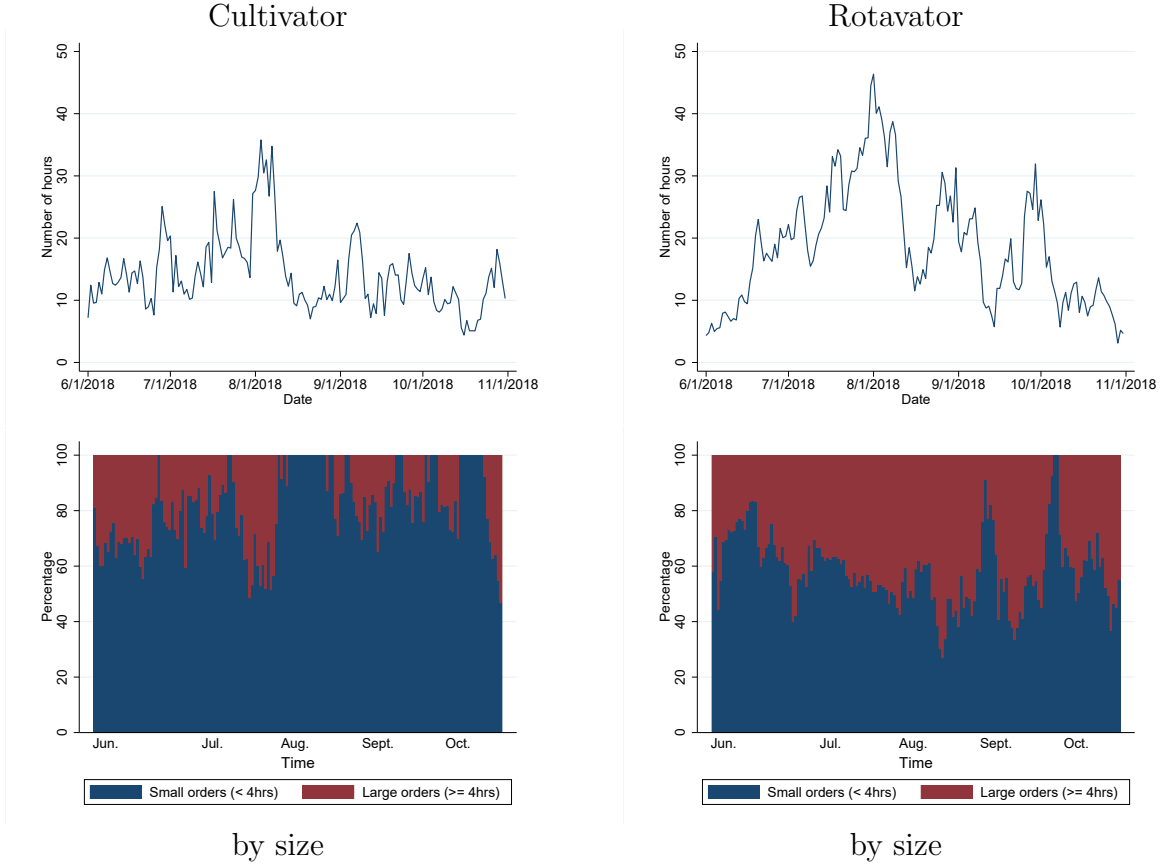 Cultivator
Rotavator
Number of hours
50
40
30
20
10
0
6/1/2018 7/1/2018 8/1/2018 9/1/2018 10/1/2018 11/1/2018
Date
Number of hours
50
40
30
20
10
0
6/1/2018 7/1/2018 8/1/2018 9/1/2018 10/1/2018 11/1/2018
Date
Percentage
100
80
60
40
20
0
Jun. Jul. Aug. Sept. Oct.
Time
Small orders (< 4hrs) Large orders (>= 4hrs)
Percentage
100
80
60
40
20
0
Jun. Jul. Aug. Sept. Oct.
Time
Small orders (< 4hrs) Large orders (>= 4hrs)
by size
by size